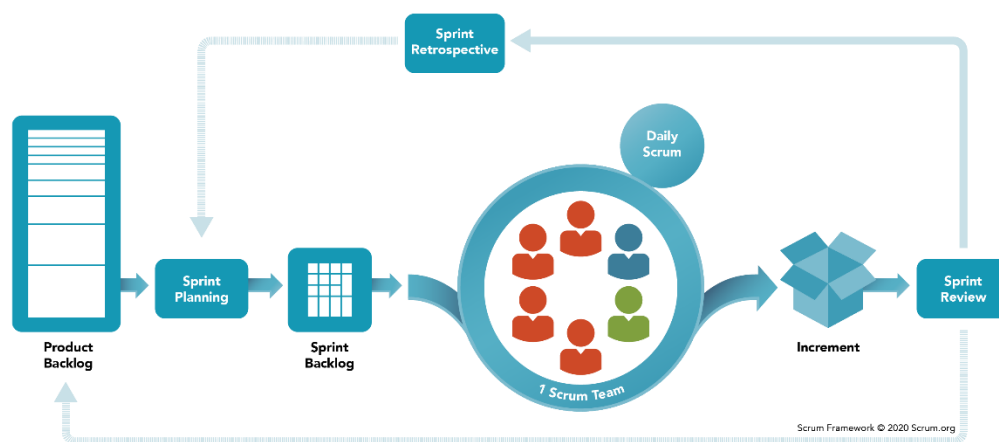 Sprint
Retrospective
Daily
Scrum
Sprint
Planning
Sprint
Review
Product
Backlog
Sprint
Backlog
Increment
1 Scrum Team
Scrum Framework © 2020 Scrum.org